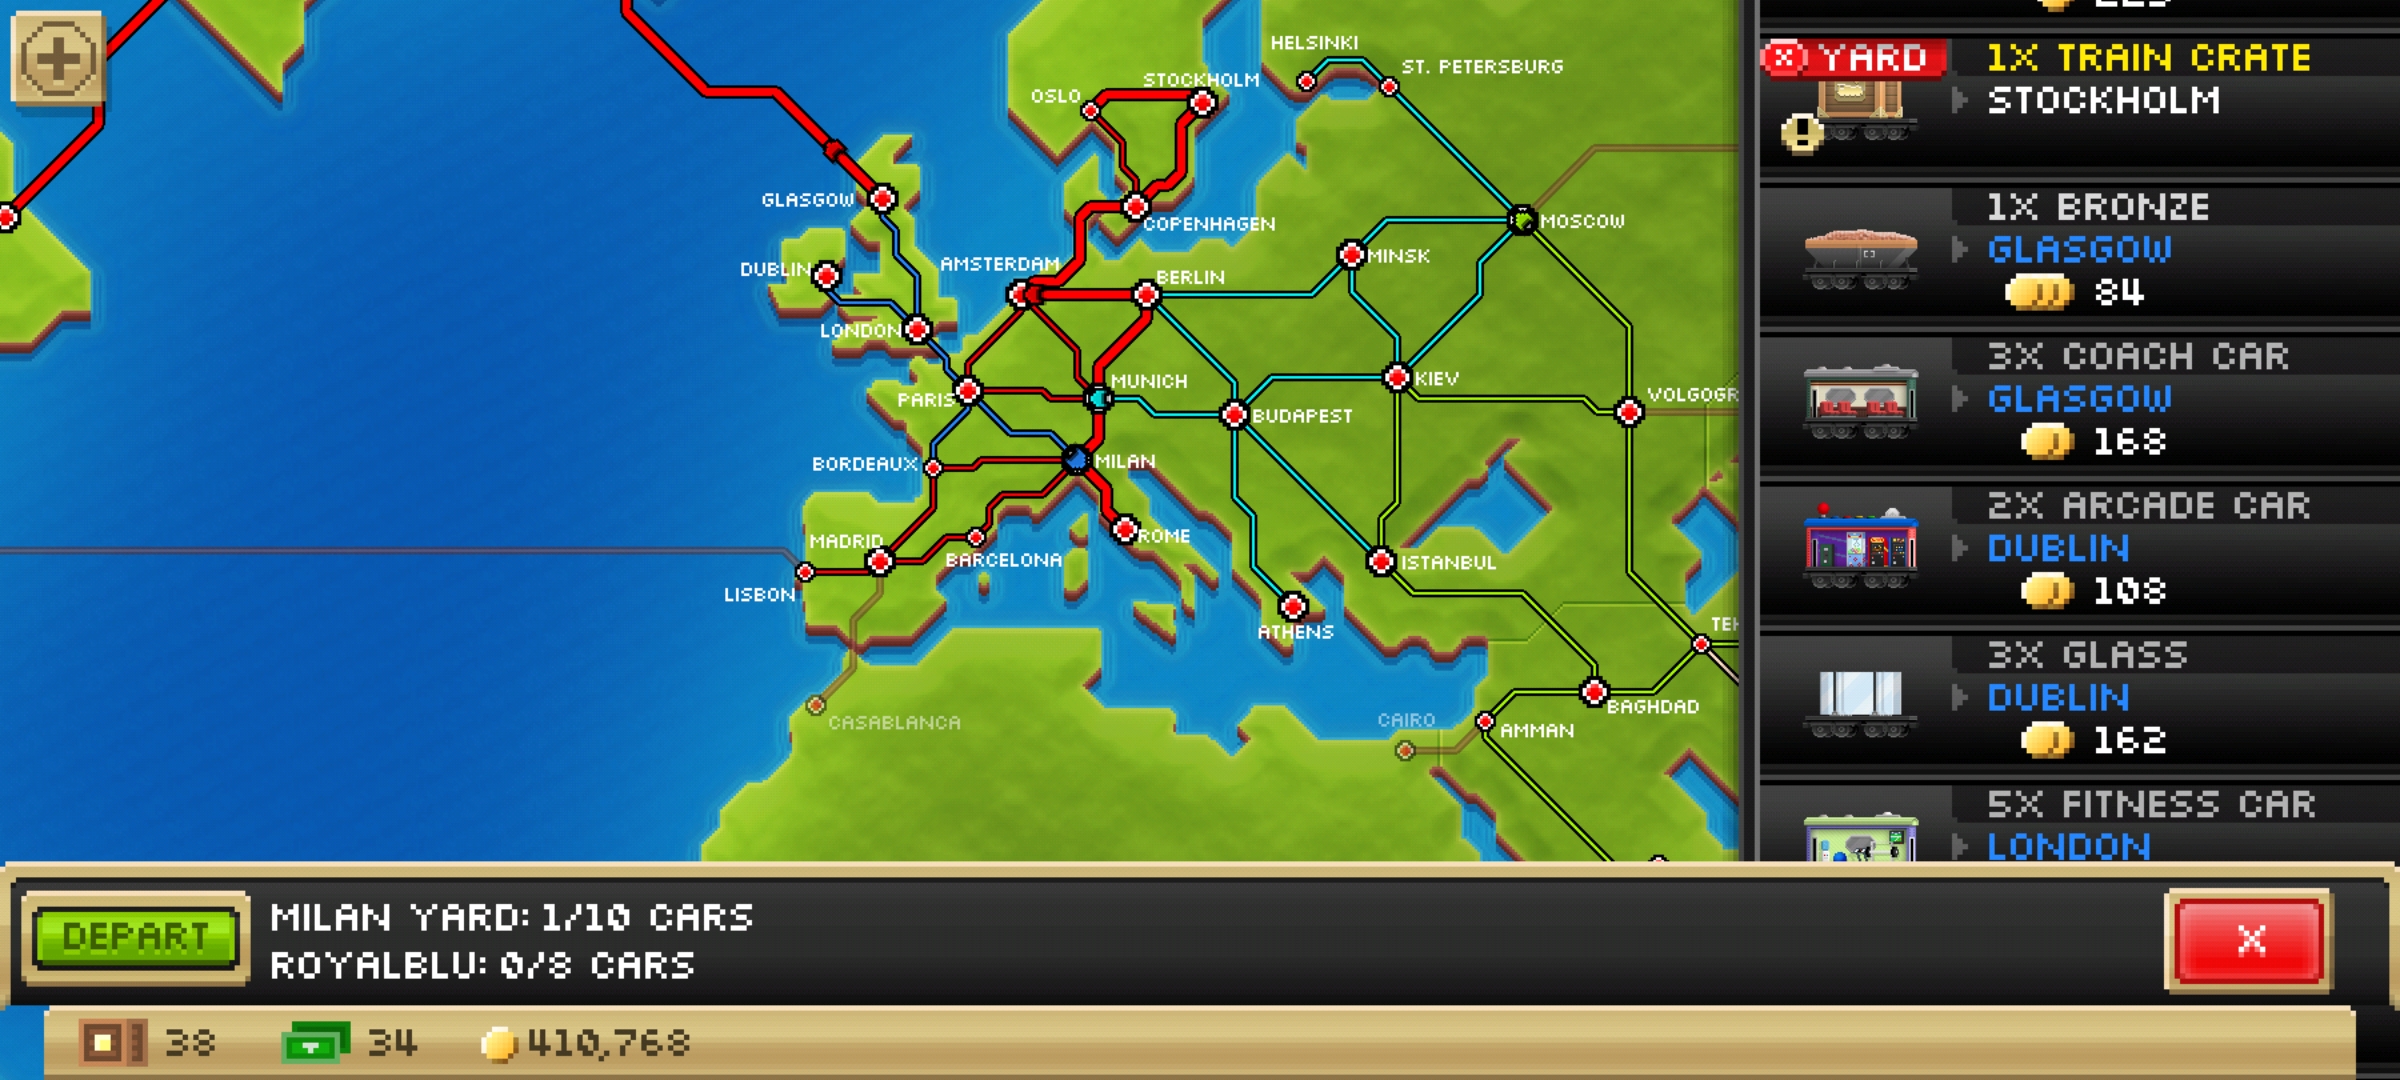 HELSINKI
ST. PETERSBURG
STOCKHOLM
OSLO
GLASGOW
COPENHAGEN
MOSCOW
MINSK
DUBLIN
AMSTERDAM
BERLIN
LONDON
PARIS
MUNICH
KIEV
VOLGOGR
BUDAPEST
BORDEAUX
MILAN
MADRID
ROME
BARCELONA
ISTANBUL
LISBON
ATHENS
TEH
CASABLANCA
CAIRO
AMMAN
BAGHDAD
YARD
1X TRAIN CRATE
STOCKHOLM
1X BRONZE
GLASGOW
84
3X COACH CAR
GLASGOW
168
2X ARCADE CAR
DUBLIN
108
3X GLASS
DUBLIN
162
5X FITNESS CAR
LONDON
DEPART
MILAN YARD: 1/10 CARS
ROYALBLU: 0/8 CARS
X
38
34
410,768